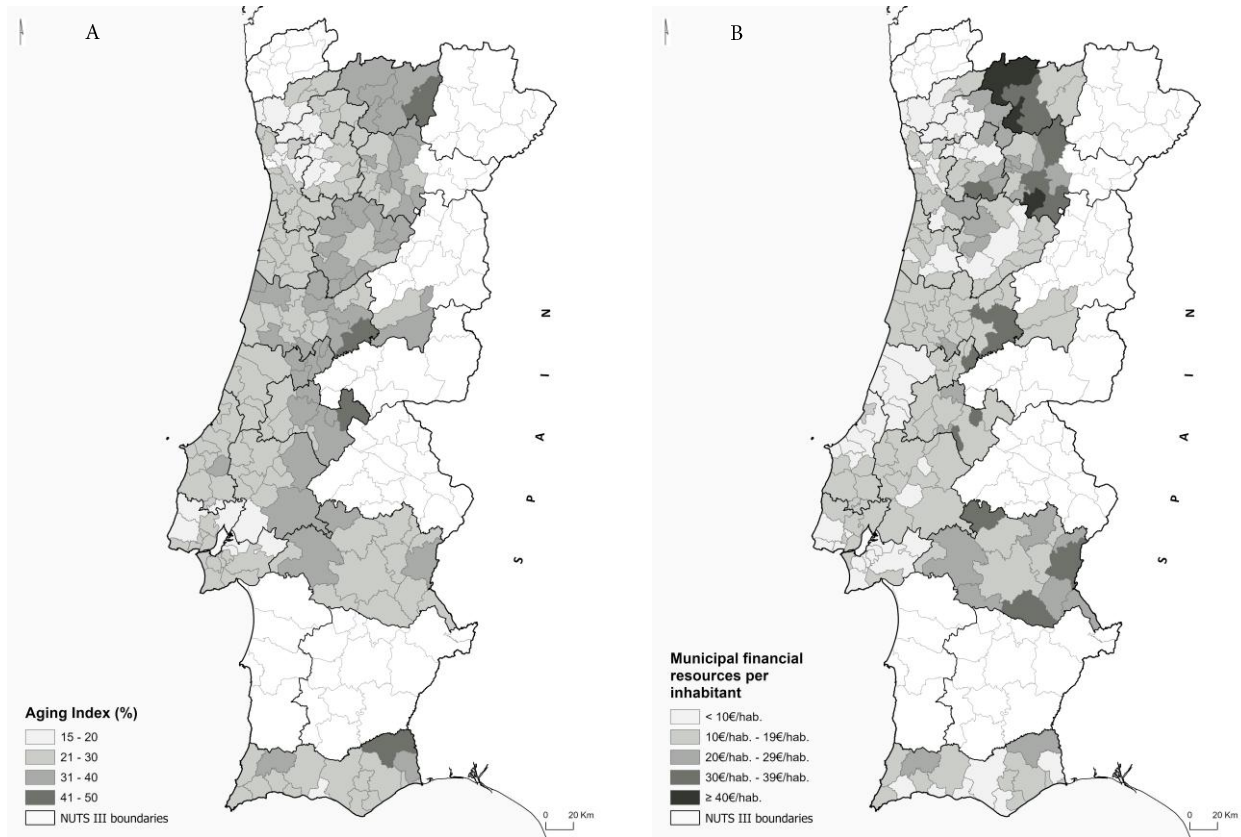 A
S P A I N
Aging Index (%)
15 - 20
21 - 30
31 - 40
41 - 50
NUTS III boundaries
0 20 Km
B
S P A I N
Municipal financial
resources per
inhabitant
< 10€/hab.
10€/hab. - 19€/hab.
20€/hab. - 29€/hab.
30€/hab. - 39€/hab.
≥ 40€/hab.
NUTS III boundaries
0 20 Km